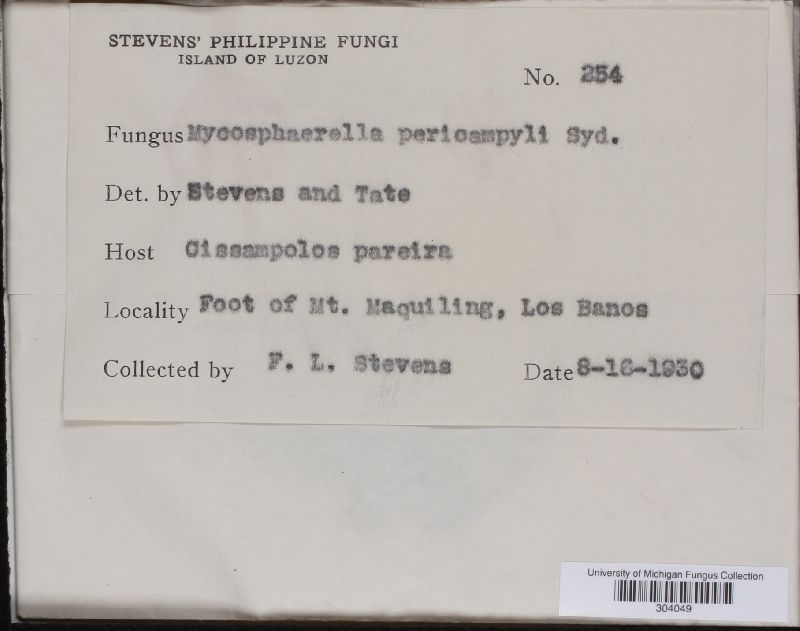 STEVENS' PHILIPPINE FUNGI
ISLAND OF LUZON
No. 254
Fungus Mycosphaerella pericampyli Syd.
Det. by Stevens and Tate
Host Cissampelos pareira
Locality Foot of Mt. Maquiling, Los Banos
Collected by F. L. Stevens Date 8-16-1930
University of Michigan Fungus Collection
304049